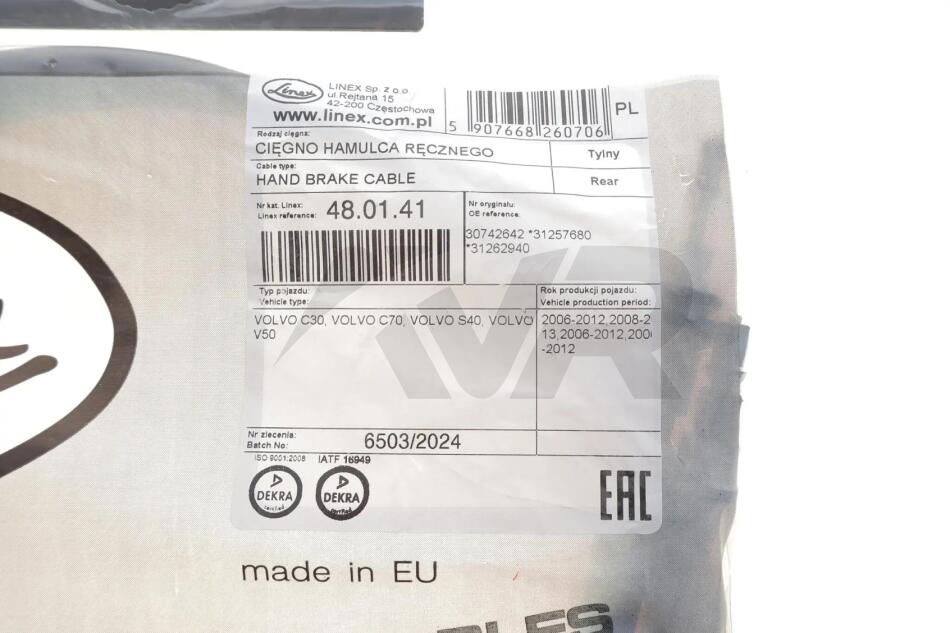 Linex
LINEX Sp. z o.o.
ul. Rejtana 15
42-200 Częstochowa
www.linex.com.pl
5 907668 260706
PL
Rodzaj cięgna:
CIĘGNO HAMULCA RĘCZNEGO
Tylny
Cable type:
HAND BRAKE CABLE
Rear
Nr kat. Linex:
Linex reference:
48.01.41
Nr oryginału:
OE reference:
30742642 *31257680
*31262940
Typ pojazdu:
Vehicle type:
Rok produkcji pojazdu:
Vehicle production period:
VOLVO C30, VOLVO C70, VOLVO S40, VOLVO
V50
2006-2012,2008-2
13,2006-2012,200
-2012
Nr zlecenia:
Batch No:
6503/2024
ISO 9001:2008
IATF 16949
DEKRA
certified
DEKRA
certified
EAC
made in EU